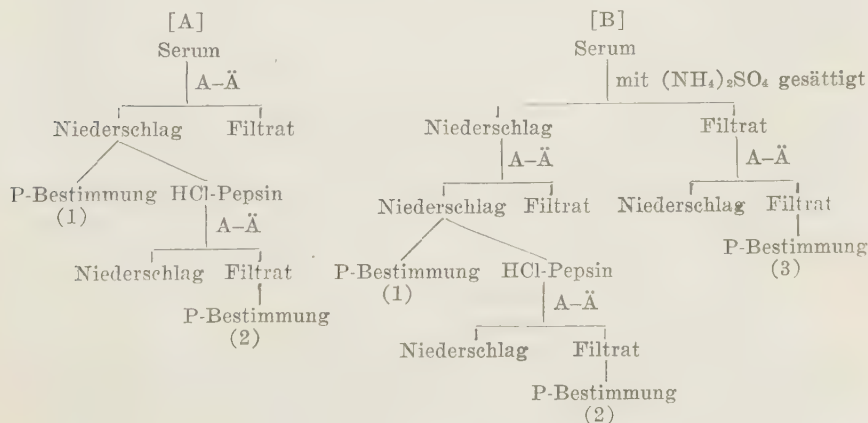 [A]
Serum
A–Ä
Niederschlag Filtrat
P-Bestimmung HCl-Pepsin
(1)
A–Ä
Niederschlag Filtrat
P-Bestimmung
(2)
[B]
Serum
mit (NH₄)₂SO₄ gesättigt
Niederschlag Filtrat
A–Ä A–Ä
Niederschlag Filtrat Niederschlag Filtrat
P-Bestimmung
(3)
P-Bestimmung HCl-Pepsin
(1)
A–Ä
Niederschlag Filtrat
P-Bestimmung
(2)